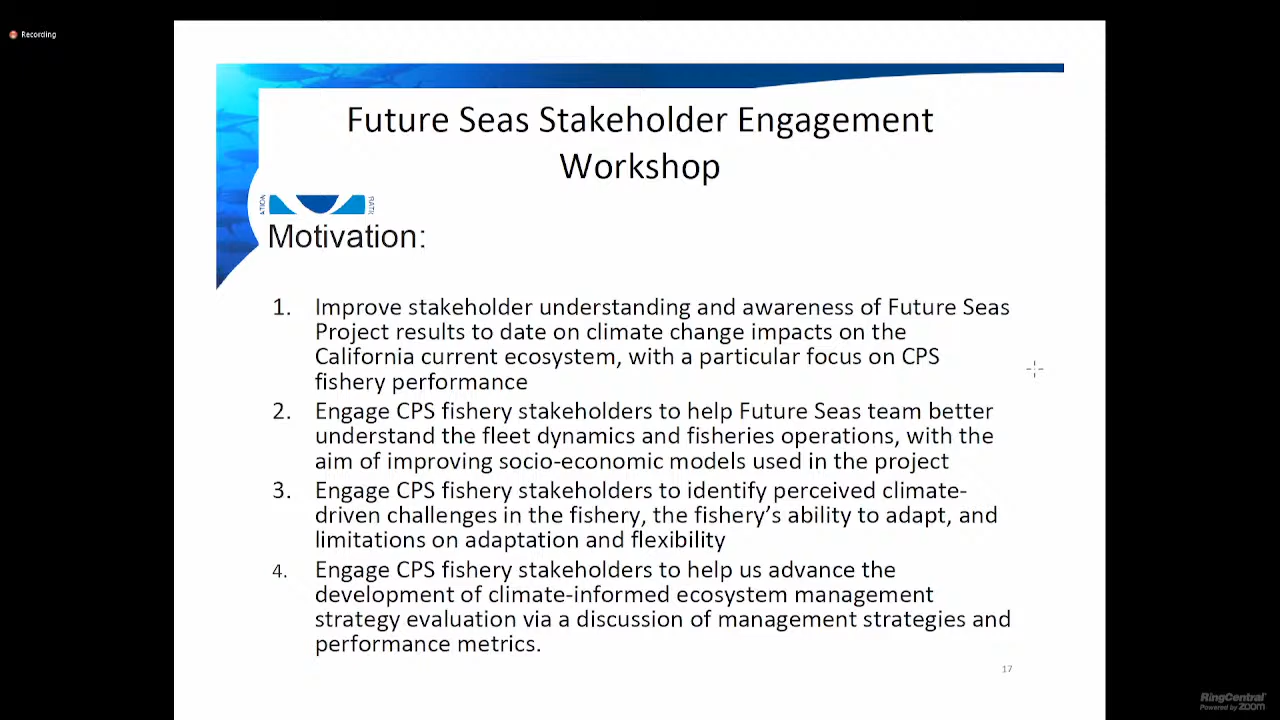 Recording
Future Seas Stakeholder Engagement
Workshop
Motivation:
1. Improve stakeholder understanding and awareness of Future Seas
Project results to date on climate change impacts on the
California current ecosystem, with a particular focus on CPS
fishery performance
2. Engage CPS fishery stakeholders to help Future Seas team better
understand the fleet dynamics and fisheries operations, with the
aim of improving socio-economic models used in the project
3. Engage CPS fishery stakeholders to identify perceived climate-
driven challenges in the fishery, the fishery's ability to adapt, and
limitations on adaptation and flexibility
4. Engage CPS fishery stakeholders to help us advance the
development of climate-informed ecosystem management
strategy evaluation via a discussion of management strategies and
performance metrics.
17
RingCentral
Powered by zoom